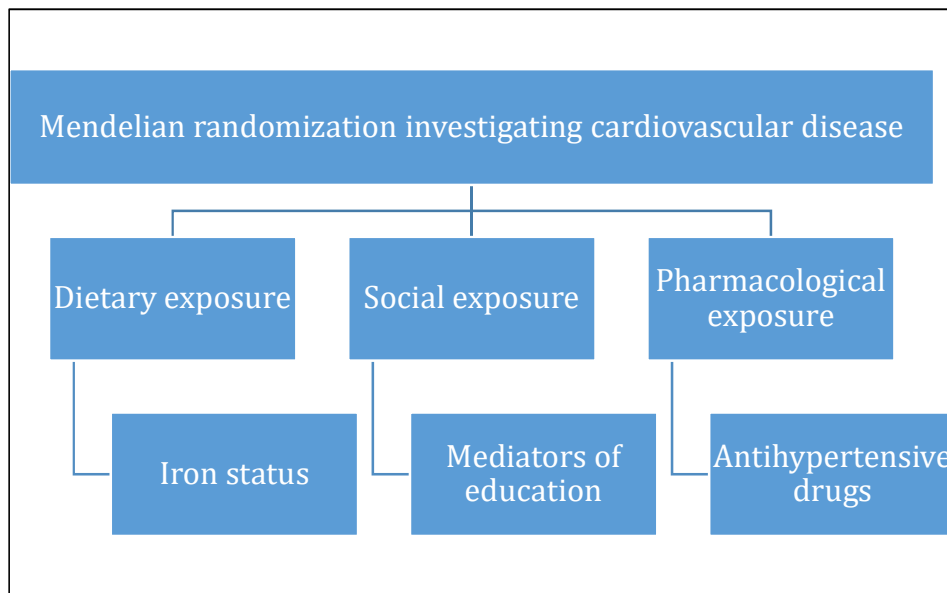 Mendelian randomization investigating cardiovascular disease
Dietary exposure
Social exposure
Pharmacological
exposure
Iron status
Mediators of
education
Antihypertensive
drugs